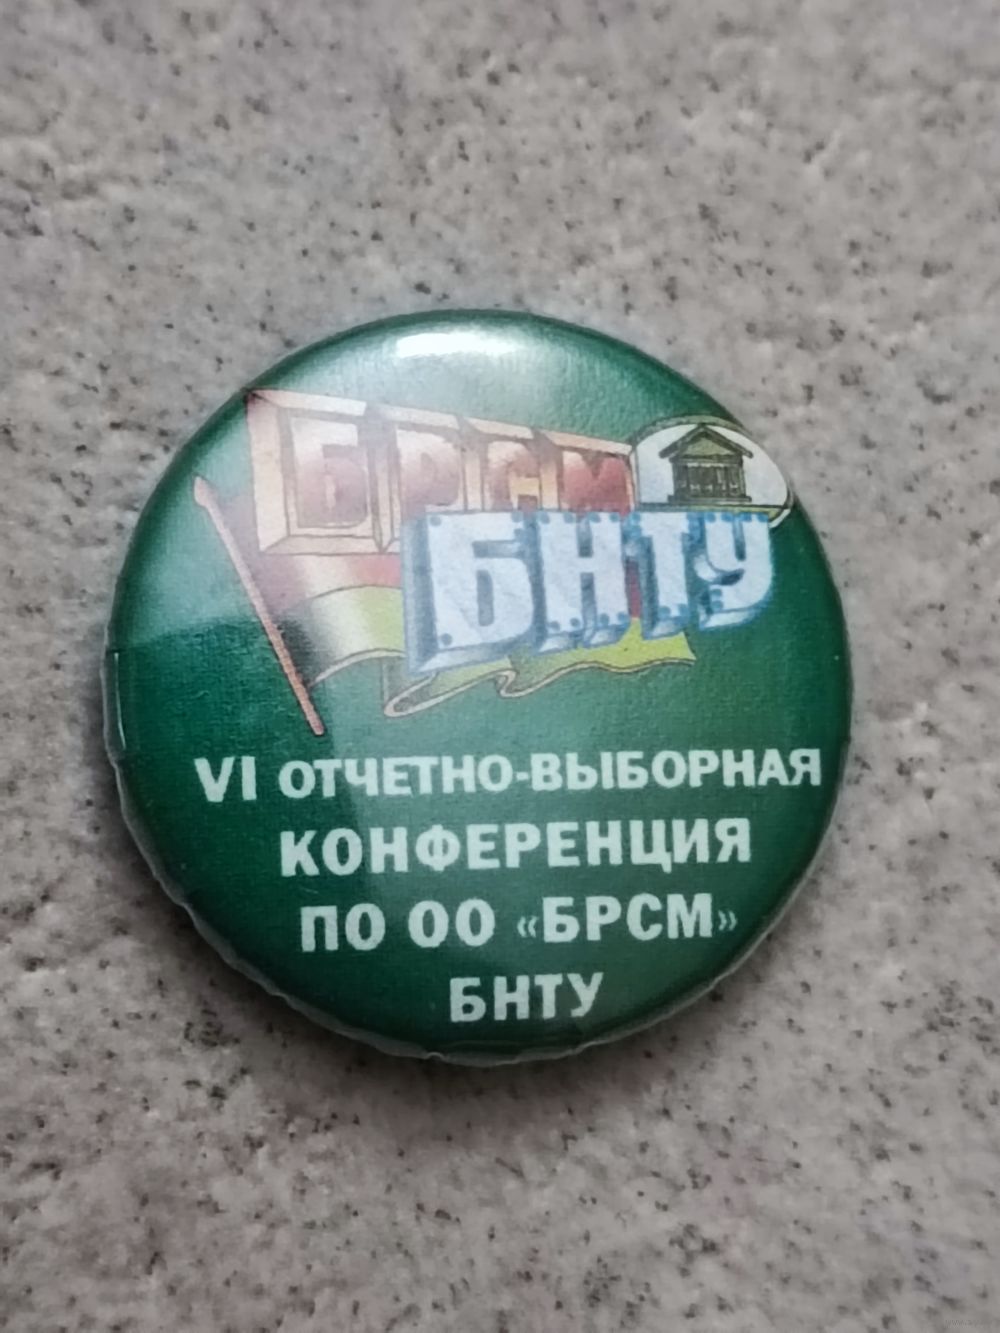 БРСМ
БНТУ
VI ОТЧЕТНО-ВЫБОРНАЯ
КОНФЕРЕНЦИЯ
ПО ОО «БРСМ»
БНТУ